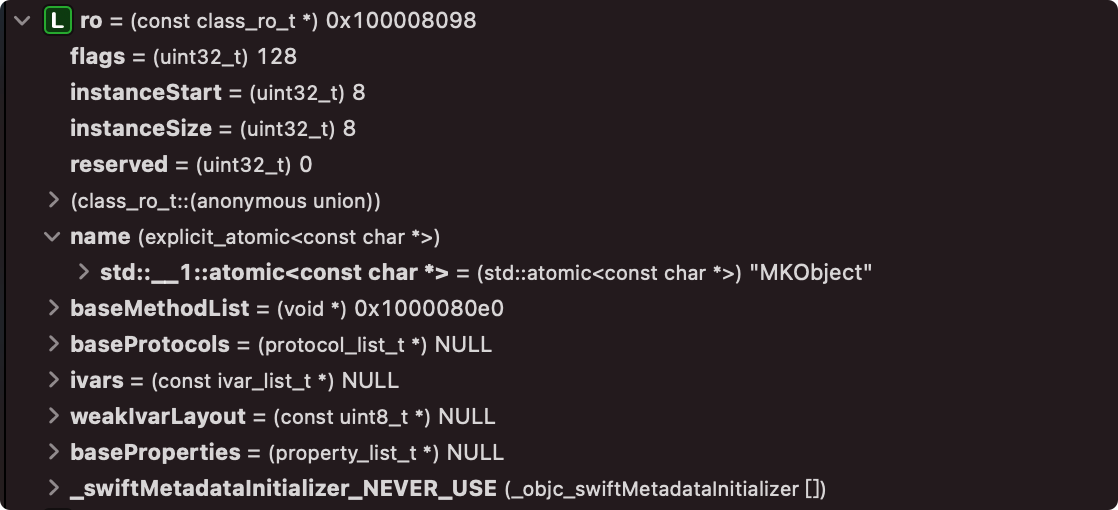 L ro = (const class_ro_t *) 0x100008098
flags = (uint32_t) 128
instanceStart = (uint32_t) 8
instanceSize = (uint32_t) 8
reserved = (uint32_t) 0
(class_ro_t::(anonymous union))
name (explicit_atomic<const char *>)
std::__1::atomic<const char *> = (std::atomic<const char *>) "MKObject"
baseMethodList = (void *) 0x1000080e0
baseProtocols = (protocol_list_t *) NULL
ivars = (const ivar_list_t *) NULL
weakIvarLayout = (const uint8_t *) NULL
baseProperties = (property_list_t *) NULL
_swiftMetadataInitializer_NEVER_USE (_objc_swiftMetadataInitializer [])